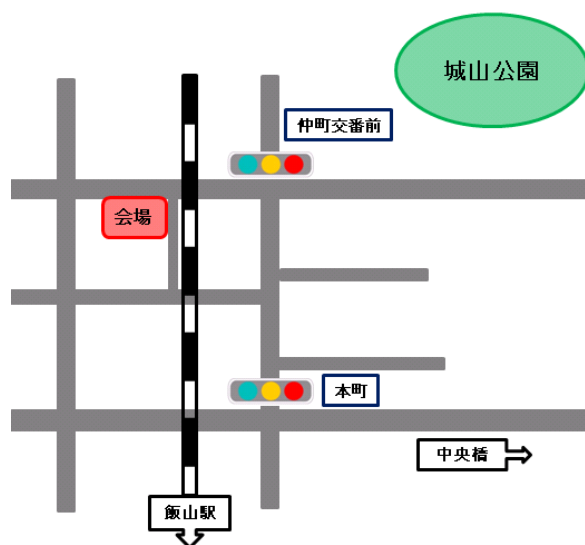 城山公園
仲町交番前
会場
本町
中央橋
飯山駅